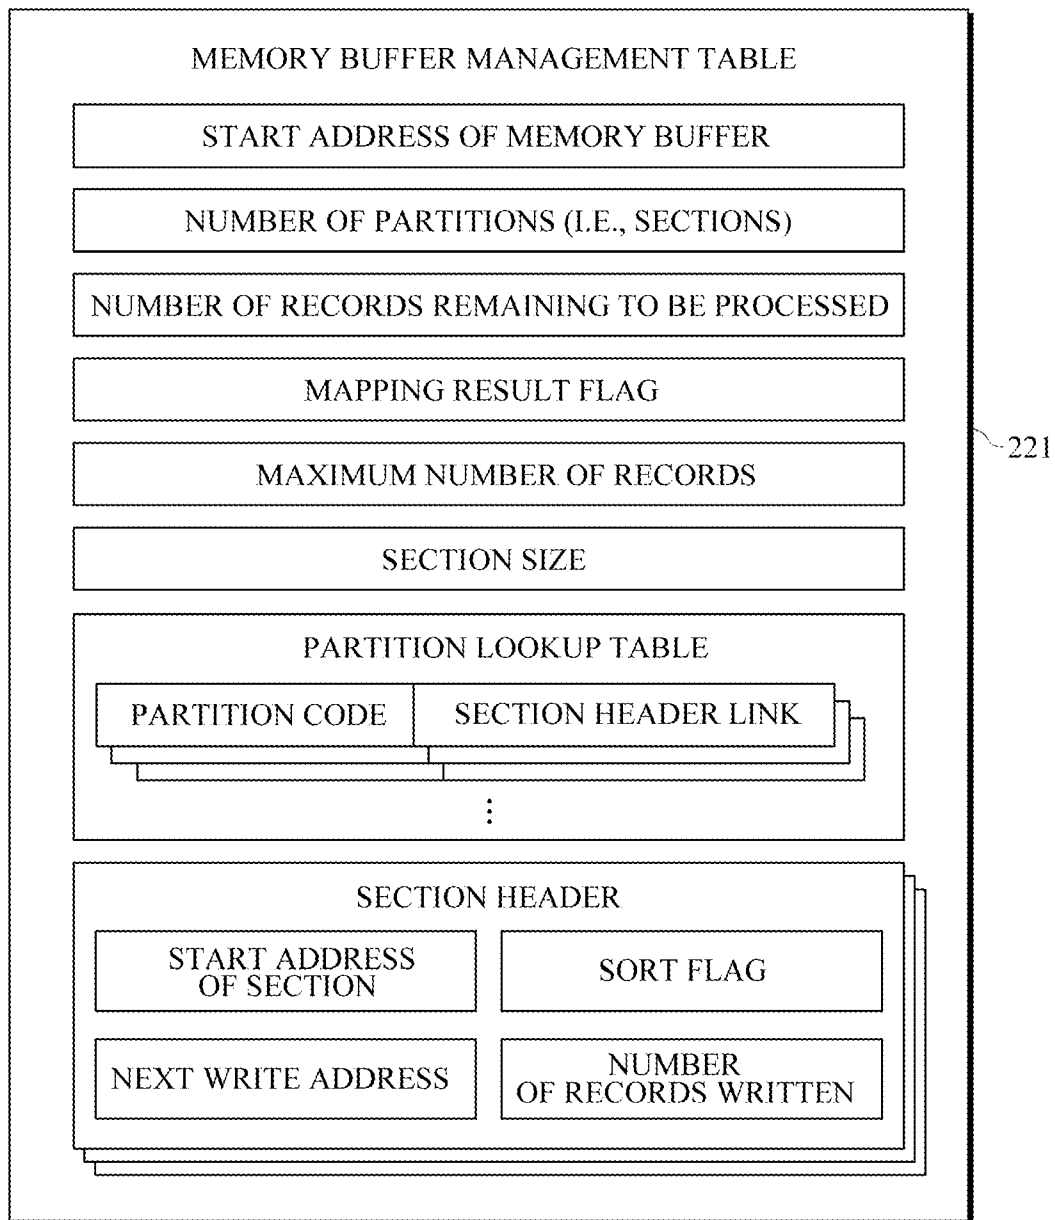 MEMORY BUFFER MANAGEMENT TABLE
START ADDRESS OF MEMORY BUFFER
NUMBER OF PARTITIONS (I.E., SECTIONS)
NUMBER OF RECORDS REMAINING TO BE PROCESSED
MAPPING RESULT FLAG
221
MAXIMUM NUMBER OF RECORDS
SECTION SIZE
PARTITION LOOKUP TABLE
PARTITION CODE
SECTION HEADER LINK
⋮
SECTION HEADER
START ADDRESS
OF SECTION
SORT FLAG
NEXT WRITE ADDRESS
NUMBER
OF RECORDS WRITTEN